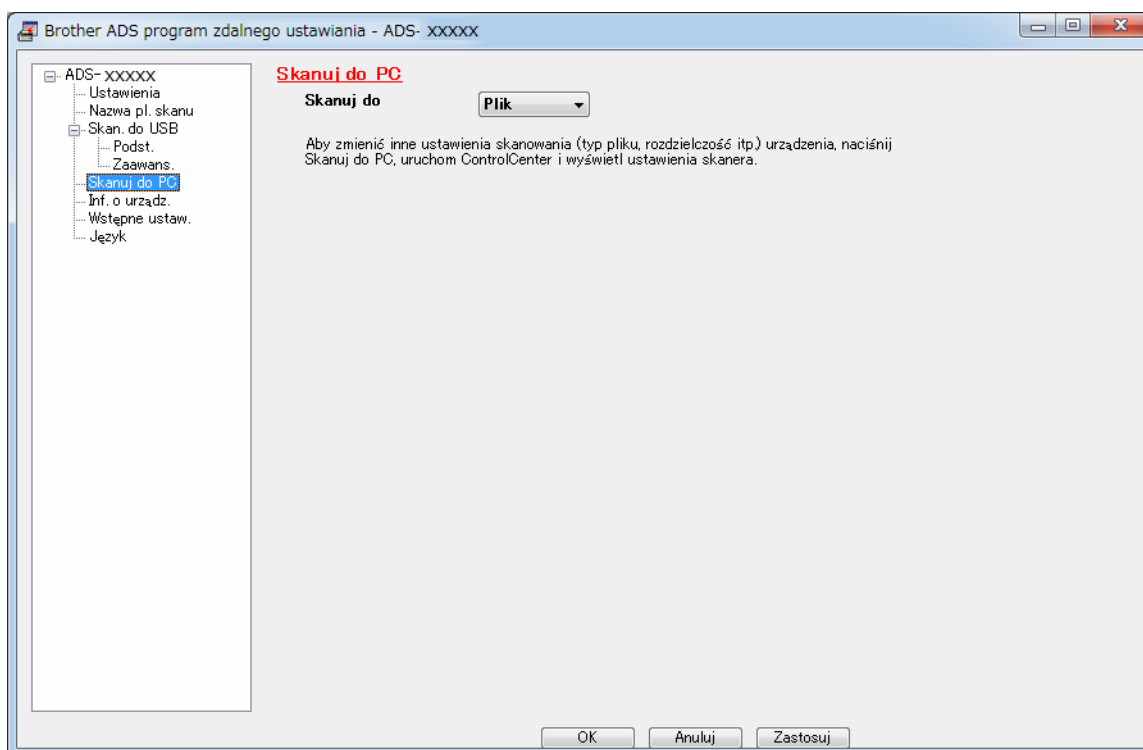 Brother ADS program zdalnego ustawiania - ADS- XXXXX
ADS- XXXXX
Ustawienia
Nazwa pl. skanu
Skan. do USB
Podst.
Zaawans.
Skanuj do PC
Inf. o urządz.
Wstępne ustaw.
Język
Skanuj do PC
Skanuj do Plik
Aby zmienić inne ustawienia skanowania (typ pliku, rozdzielczość itp.) urządzenia, naciśnij
Skanuj do PC, uruchom ControlCenter i wyświetl ustawienia skanera.
OK Anuluj Zastosuj